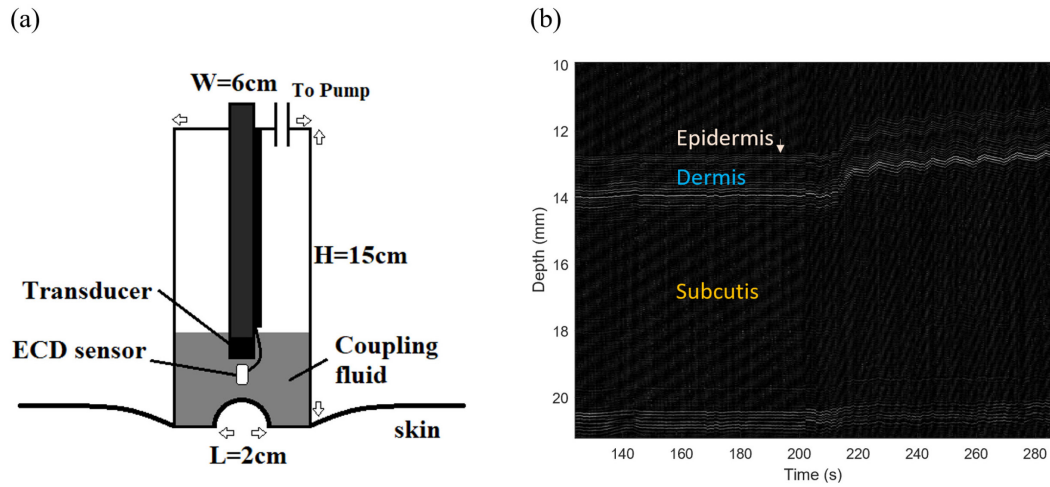 (a)
W=6cm
To Pump
H=15cm
Transducer
ECD sensor
Coupling
fluid
skin
L=2cm
(b)
10
12
14
16
18
20
Depth (mm)
Epidermis
Dermis
Subcutis
140
160
180
200
220
240
260
280
Time (s)